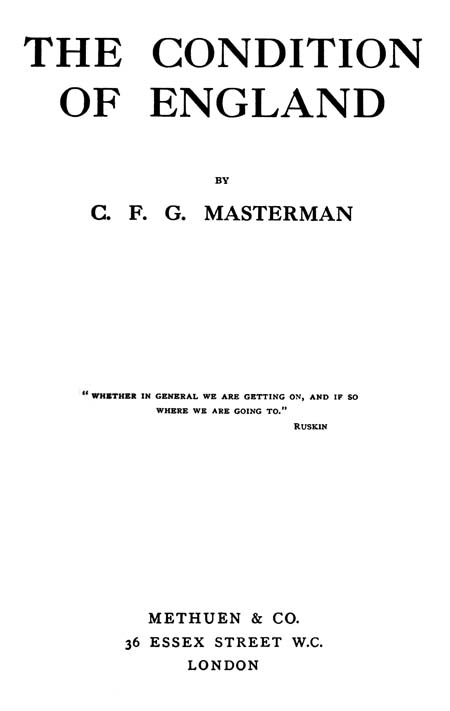 THE CONDITION
OF ENGLAND
BY
C. F. G. MASTERMAN
"WHETHER IN GENERAL WE ARE GETTING ON, AND IF SO
WHERE WE ARE GOING TO."
RUSKIN
METHUEN & CO.
36 ESSEX STREET W.C.
LONDON